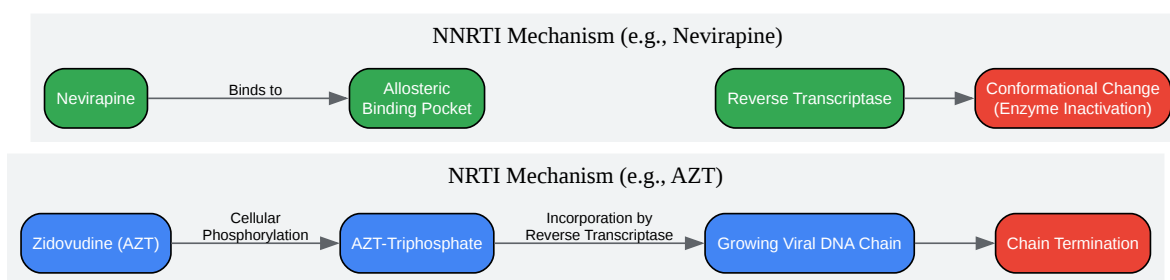 NNRTI Mechanism (e.g., Nevirapine)
Nevirapine
Binds to
Allosteric
Binding Pocket
Reverse Transcriptase
Conformational Change
(Enzyme Inactivation)
NRTI Mechanism (e.g., AZT)
Zidovudine (AZT)
Cellular
Phosphorylation
AZT-Triphosphate
Incorporation by
Reverse Transcriptase
Growing Viral DNA Chain
Chain Termination